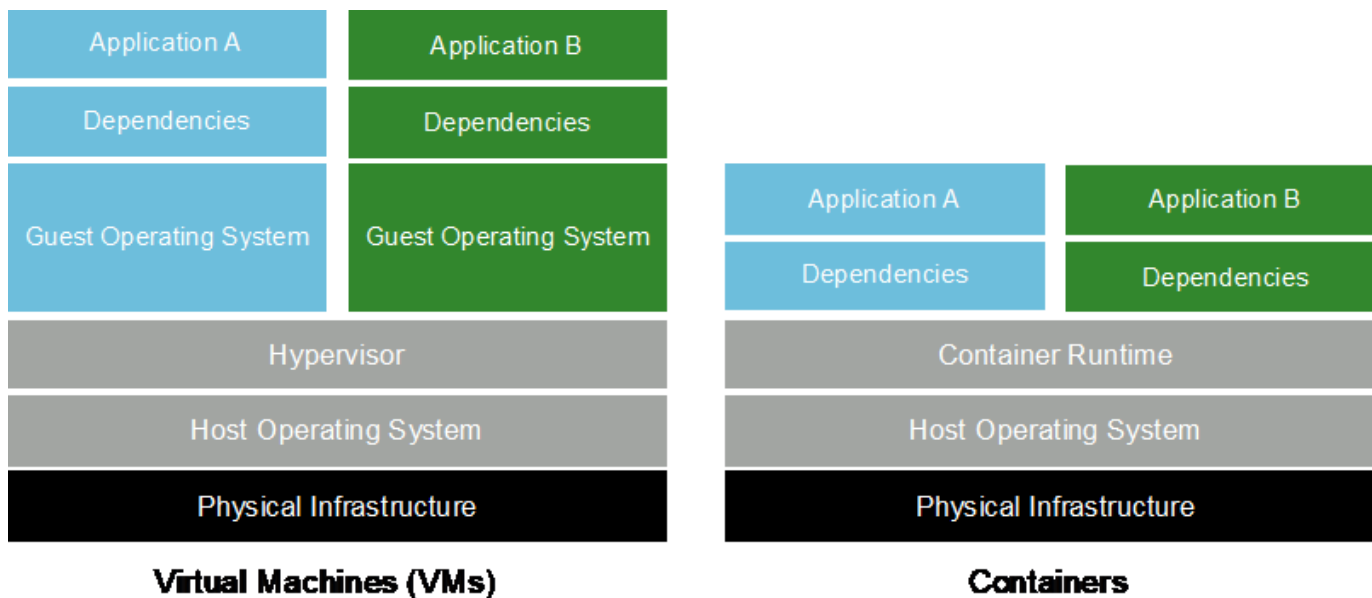 Application A
Application B
Dependencies
Dependencies
Guest Operating System
Guest Operating System
Hypervisor
Host Operating System
Physical Infrastructure
Virtual Machines (VMs)
Application A
Application B
Dependencies
Dependencies
Container Runtime
Host Operating System
Physical Infrastructure
Containers